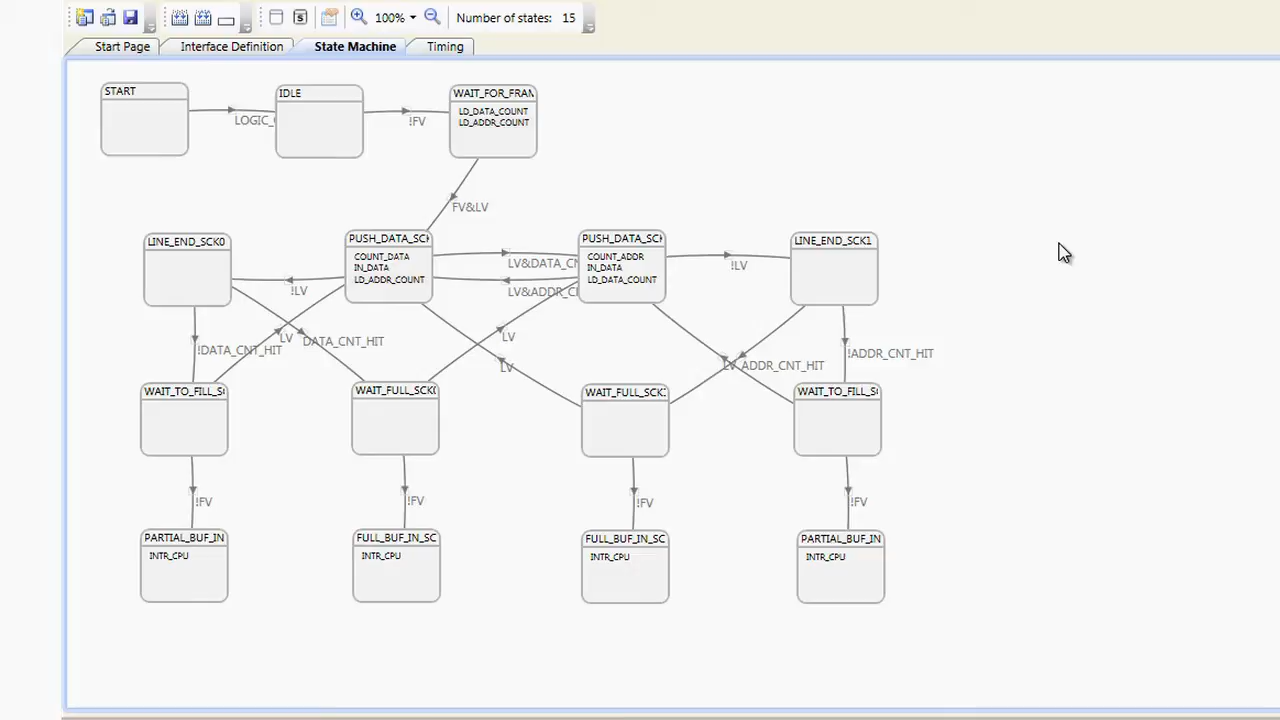 100%
Number of states: 15
Start Page
Interface Definition
State Machine
Timing
START
IDLE
WAIT_FOR_FRAM
LD_DATA_COUNT
LD_ADDR_COUNT
LOGIC_
!FV
FV&LV
LINE_END_SCK0
PUSH_DATA_SCK
COUNT_DATA
IN_DATA
LD_ADDR_COUNT
PUSH_DATA_SCK
COUNT_ADDR
IN_DATA
LD_DATA_COUNT
LINE_END_SCK1
LV&DATA_CN
LV&ADDR_C
!LV
!LV
!DATA_CNT_HIT
LV
DATA_CNT_HIT
LV
LV
LV
ADDR_CNT_HIT
!ADDR_CNT_HIT
WAIT_TO_FILL_S
WAIT_FULL_SCK
WAIT_FULL_SCK
WAIT_TO_FILL_S
!FV
!FV
!FV
!FV
PARTIAL_BUF_IN
INTR_CPU
FULL_BUF_IN_SC
INTR_CPU
FULL_BUF_IN_SC
INTR_CPU
PARTIAL_BUF_IN
INTR_CPU